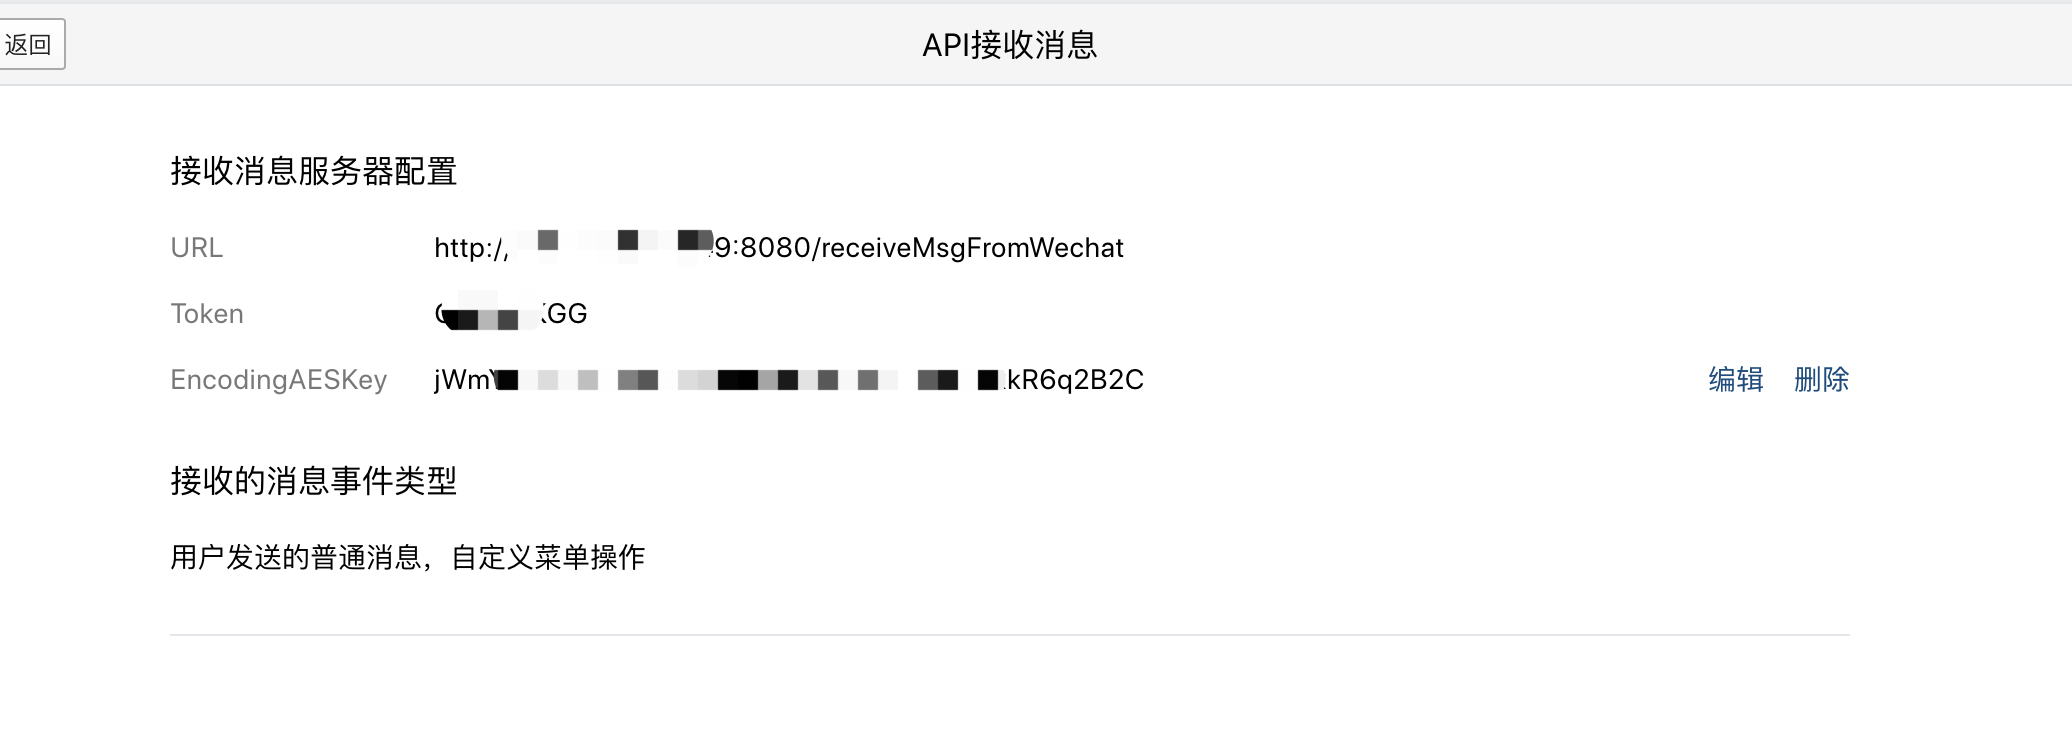 返回
API接收消息
接收消息服务器配置
URL http:/ 9:8080/receiveMsgFromWechat
Token GG
EncodingAESKey jWm kR6q2B2C
编辑 删除
接收的消息事件类型
用户发送的普通消息，自定义菜单操作